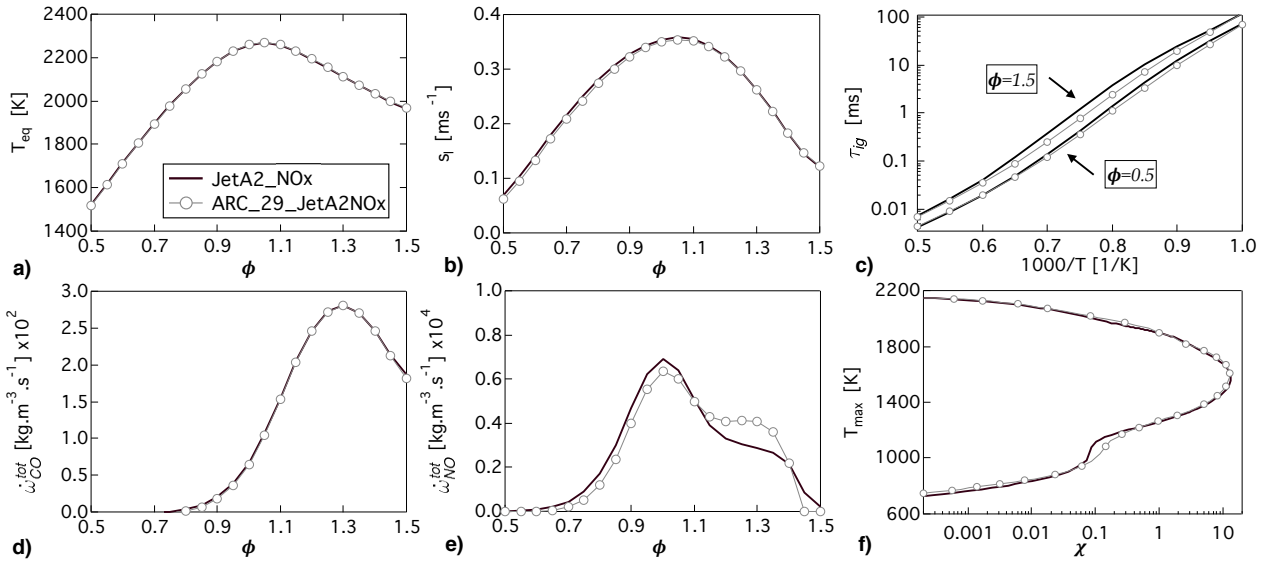 2400
2200
2000
1800
1600
1400
T_eq [K]
JetA2_NOx
ARC_29_JetA2NOx
0.5 0.7 0.9 1.1 1.3 1.5
a) ϕ
0.4
0.3
0.2
0.1
0.0
s_l [ms⁻¹]
0.5 0.7 0.9 1.1 1.3 1.5
b) ϕ
100
10
1
0.1
0.01
τ_ig [ms]
ϕ=1.5
ϕ=0.5
0.5 0.6 0.7 0.8 0.9 1.0
c) 1000/T [1/K]
3.0
2.5
2.0
1.5
1.0
0.5
0.0
ω̇_CO^tot [kg.m⁻³.s⁻¹] x10²
0.5 0.7 0.9 1.1 1.3 1.5
d) ϕ
1.0
0.8
0.6
0.4
0.2
0.0
ω̇_NO^tot [kg.m⁻³.s⁻¹] x10⁴
0.5 0.7 0.9 1.1 1.3 1.5
e) ϕ
2200
1800
1400
1000
600
T_max [K]
0.001 0.01 0.1 1 10
f) χ